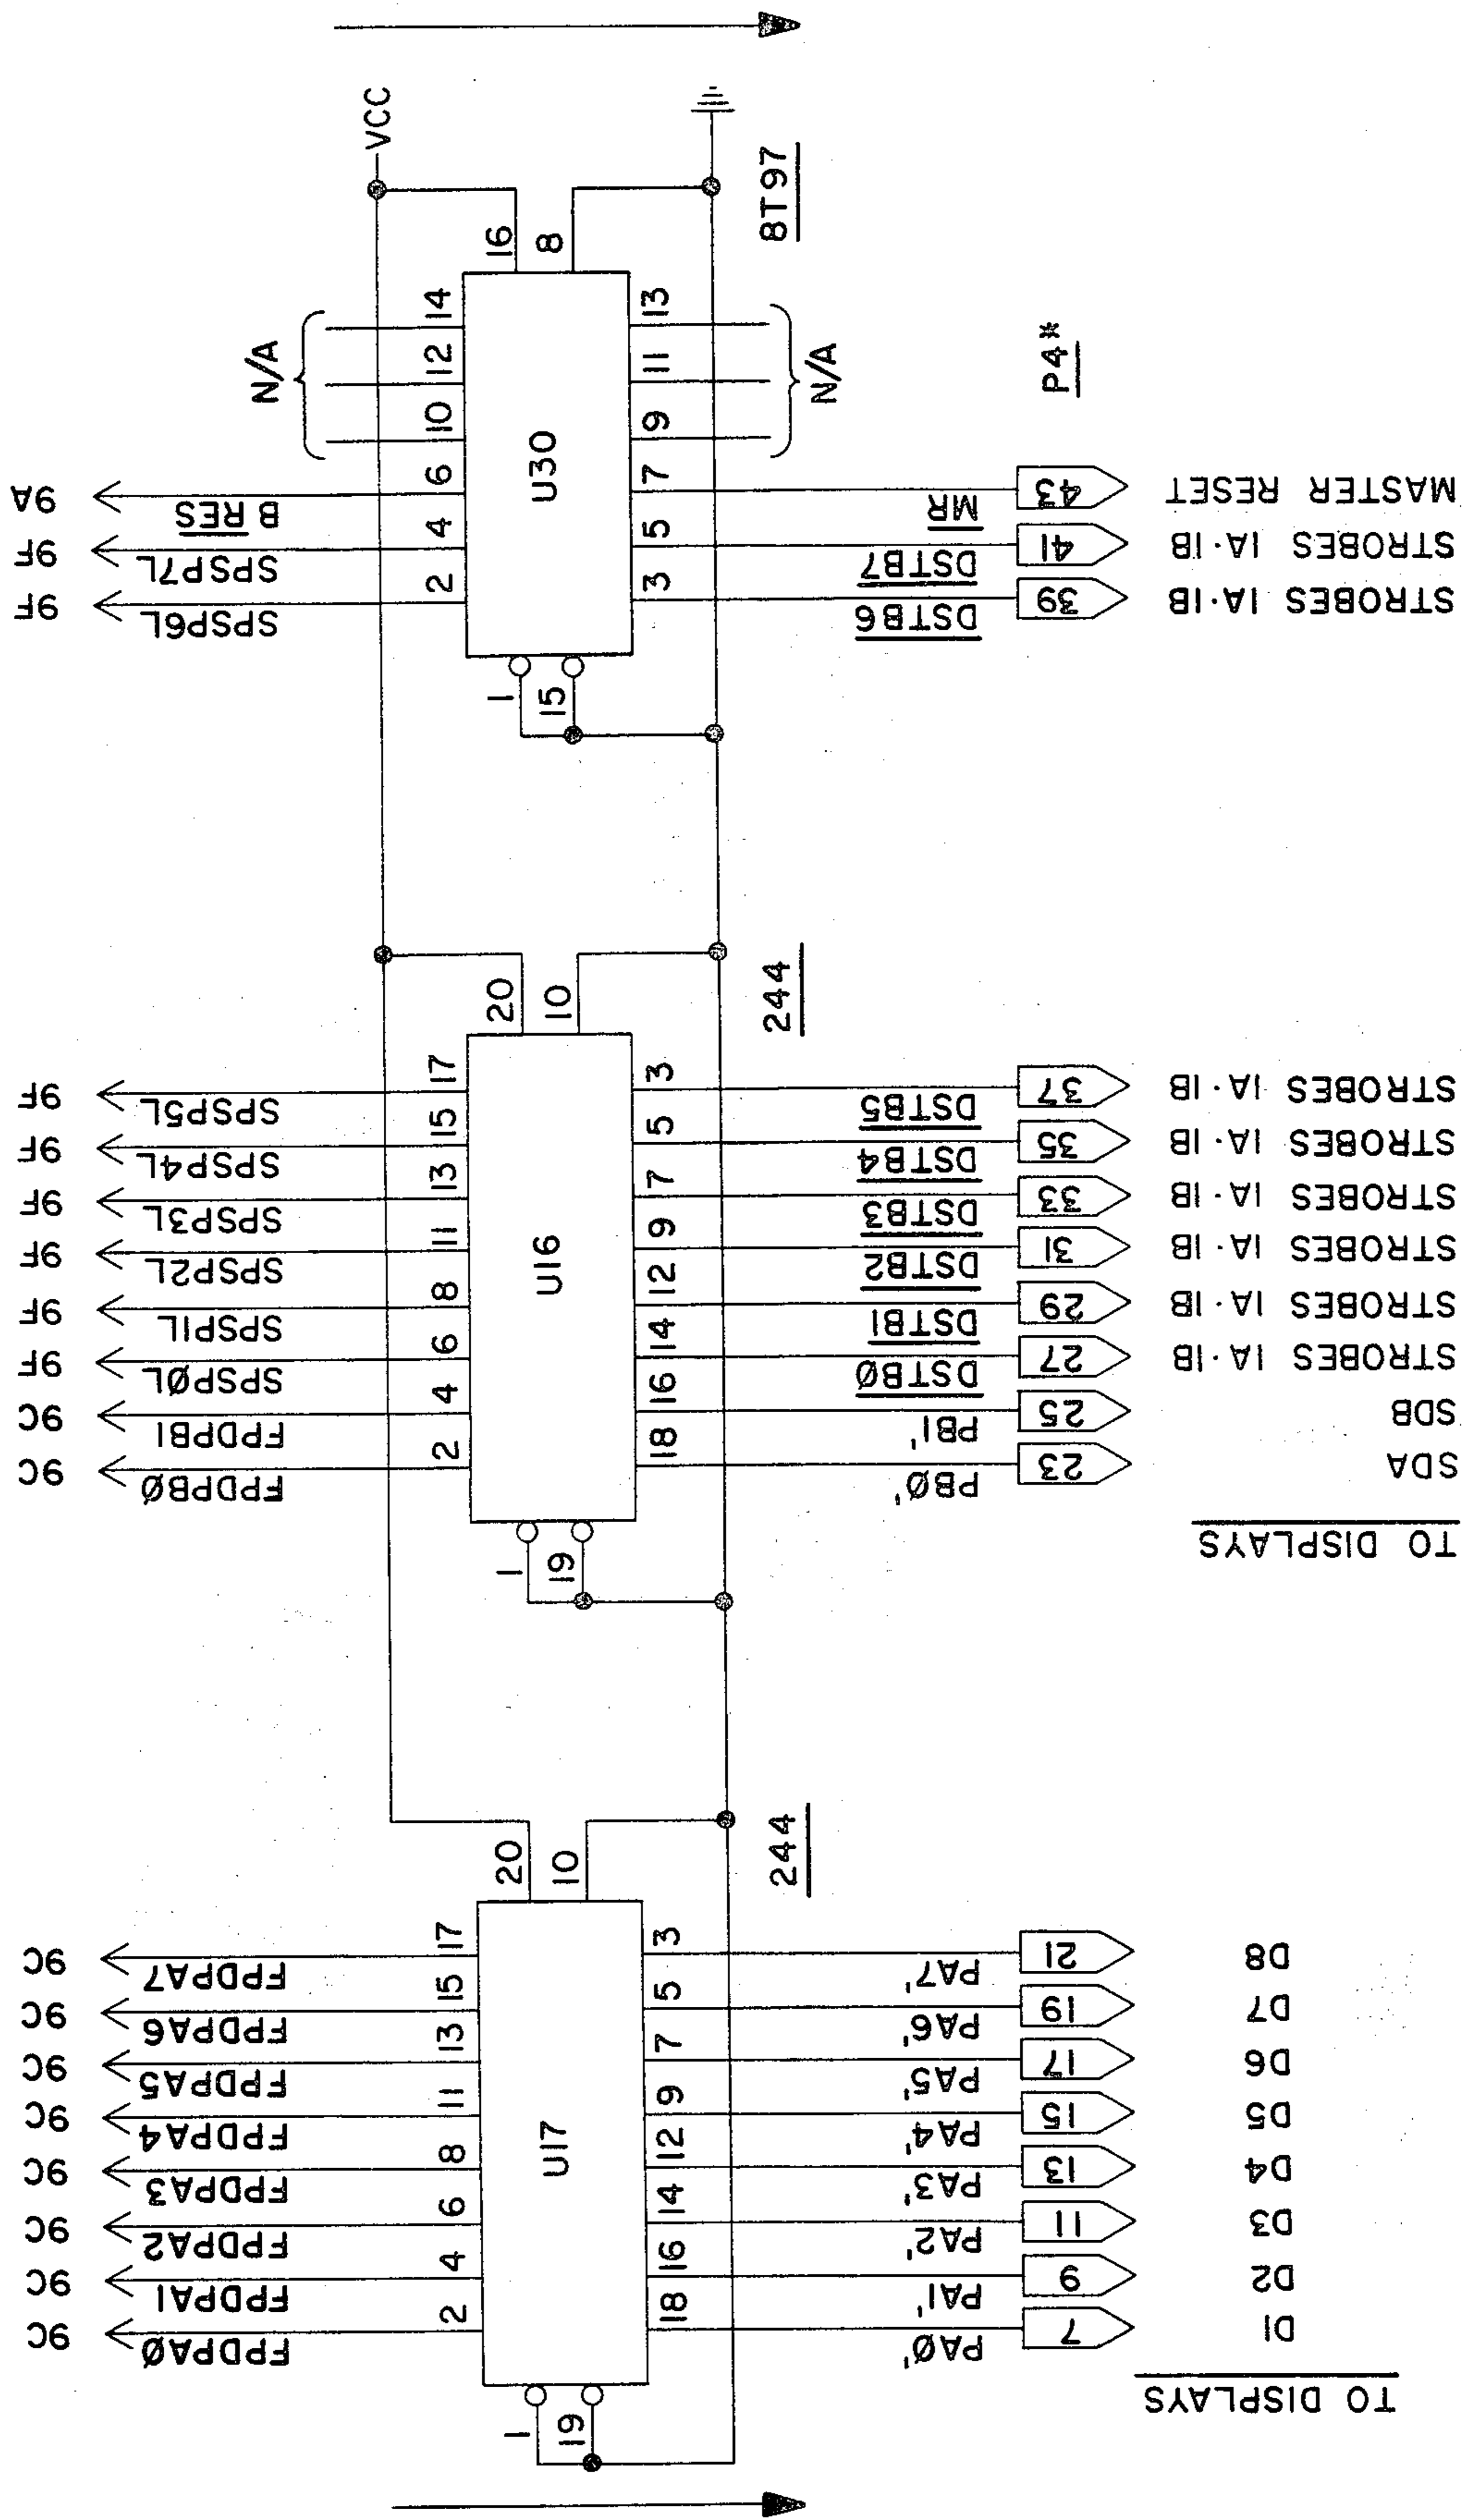 VCC
8T97
N/A
16
8
14
12
10
6
4
2
U30
13
11
9
7
5
3
1
15
N/A
P4*
9A
B RES
MR
43
MASTER RESET
9F
SPSP7L
DSTB7
41
STROBES 1A·1B
9F
SPSP6L
DSTB6
39
STROBES 1A·1B
244
20
10
17
15
13
11
8
6
4
2
U16
3
5
7
9
12
14
16
18
1
19
9F
SPSP5L
DSTB5
37
STROBES 1A·1B
9F
SPSP4L
DSTB4
35
STROBES 1A·1B
9F
SPSP3L
DSTB3
33
STROBES 1A·1B
9F
SPSP2L
DSTB2
31
STROBES 1A·1B
9F
SPSP1L
DSTB1
29
STROBES 1A·1B
9F
SPSPØL
DSTBØ
27
STROBES 1A·1B
9C
FPDPB1
PB1'
25
SDB
9C
FPDPBØ
PBØ'
23
SDA
TO DISPLAYS
244
20
10
17
15
13
11
8
6
4
2
U17
3
5
7
9
12
14
16
18
1
19
9C
FPDPA7
PA7'
21
D8
9C
FPDPA6
PA6'
19
D7
9C
FPDPA5
PA5'
17
D6
9C
FPDPA4
PA4'
15
D5
9C
FPDPA3
PA3'
13
D4
9C
FPDPA2
PA2'
11
D3
9C
FPDPA1
PA1'
9
D2
9C
FPDPAØ
PAØ'
7
D1
TO DISPLAYS